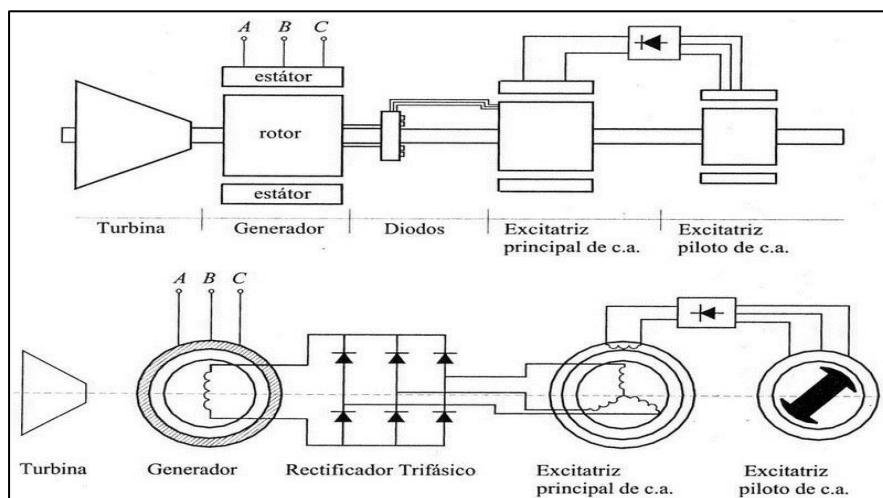 A B C
estátor
rotor
estátor
Turbina
Generador
Diodos
Excitatriz
principal de c.a.
Excitatriz
piloto de c.a.
A B C
Turbina
Generador
Rectificador Trifásico
Excitatriz
principal de c.a.
Excitatriz
piloto de c.a.